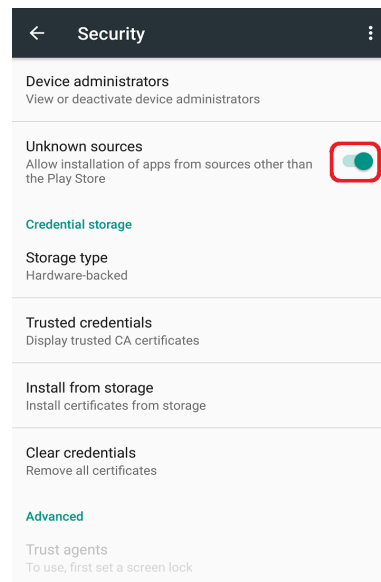 Security
Device administrators
View or deactivate device administrators
Unknown sources
Allow installation of apps from sources other than
the Play Store
Credential storage
Storage type
Hardware-backed
Trusted credentials
Display trusted CA certificates
Install from storage
Install certificates from storage
Clear credentials
Remove all certificates
Advanced
Trust agents
To use, first set a screen lock